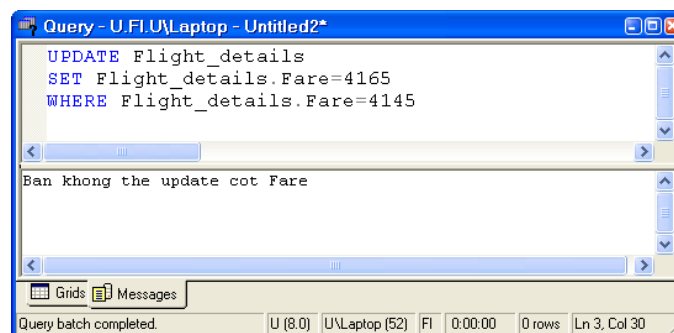 Query - U.FI.U\Laptop - Untitled2*
UPDATE Flight_details
SET Flight_details.Fare=4165
WHERE Flight_details.Fare=4145
Ban khong the update cot Fare
Grids Messages
Query batch completed. U (8.0) U\Laptop (52) FI 0:00:00 0 rows Ln 3, Col 30